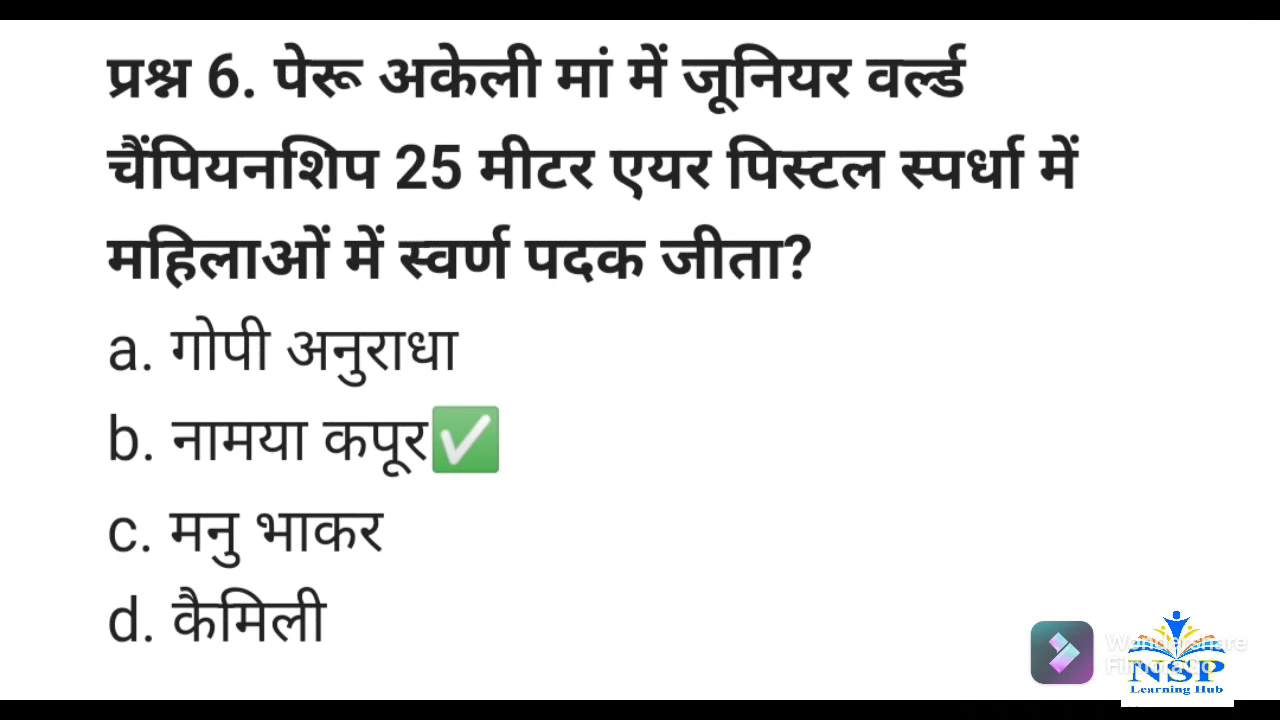 प्रश्न 6. पेरू अकेली मां में जूनियर वर्ल्ड
चैंपियनशिप 25 मीटर एयर पिस्टल स्पर्धा में
महिलाओं में स्वर्ण पदक जीता?
a. गोपी अनुराधा
b. नामया कपूर✅
c. मनु भाकर
d. कैमिली
Wondershare
NSP
Learning Hub